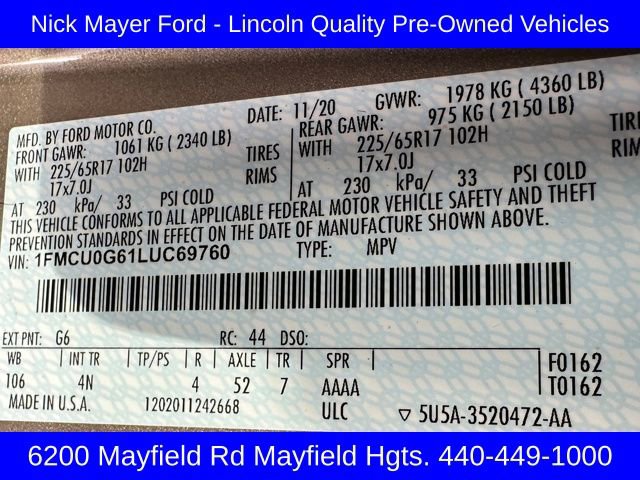 Nick Mayer Ford - Lincoln Quality Pre-Owned Vehicles
MFD. BY FORD MOTOR CO. DATE: 11/20 GVWR: 1978 KG ( 4360 LB)
FRONT GAWR: 1061 KG ( 2340 LB) REAR GAWR: 975 KG ( 2150 LB)
WITH 225/65R17 102H TIRES WITH 225/65R17 102H TIRE
17x7.0J RIMS 17x7.0J RIM
AT 230 kPa/ 33 PSI COLD AT 230 kPa/ 33 PSI COLD
THIS VEHICLE CONFORMS TO ALL APPLICABLE FEDERAL MOTOR VEHICLE SAFETY AND THEFT
PREVENTION STANDARDS IN EFFECT ON THE DATE OF MANUFACTURE SHOWN ABOVE.
VIN: 1FMCU0G61LUC69760 TYPE: MPV
EXT PNT: G6 RC: 44 DSO:
WB INT TR TP/PS R AXLE TR SPR F0162
106 4N 4 52 7 AAAA T0162
MADE IN U.S.A. 1202011242668 ULC ▽ 5U5A-3520472-AA
6200 Mayfield Rd Mayfield Hgts. 440-449-1000